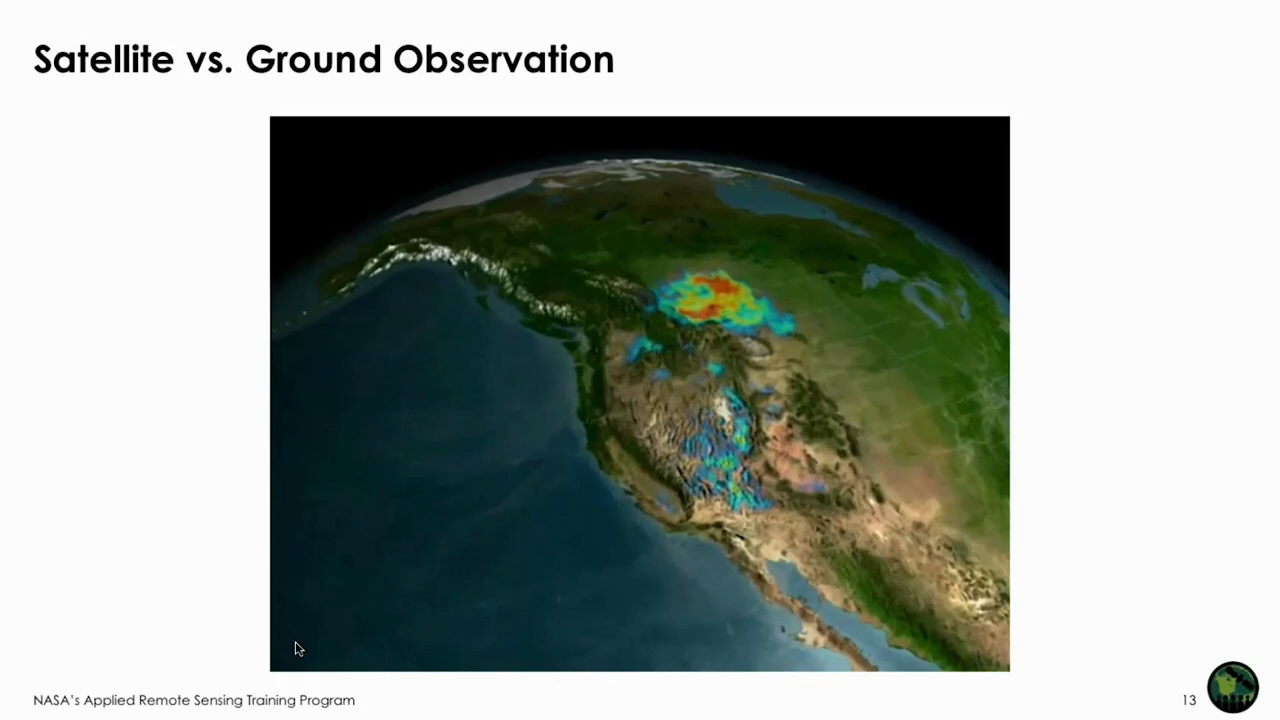 Satellite vs. Ground Observation
NASA's Applied Remote Sensing Training Program
13